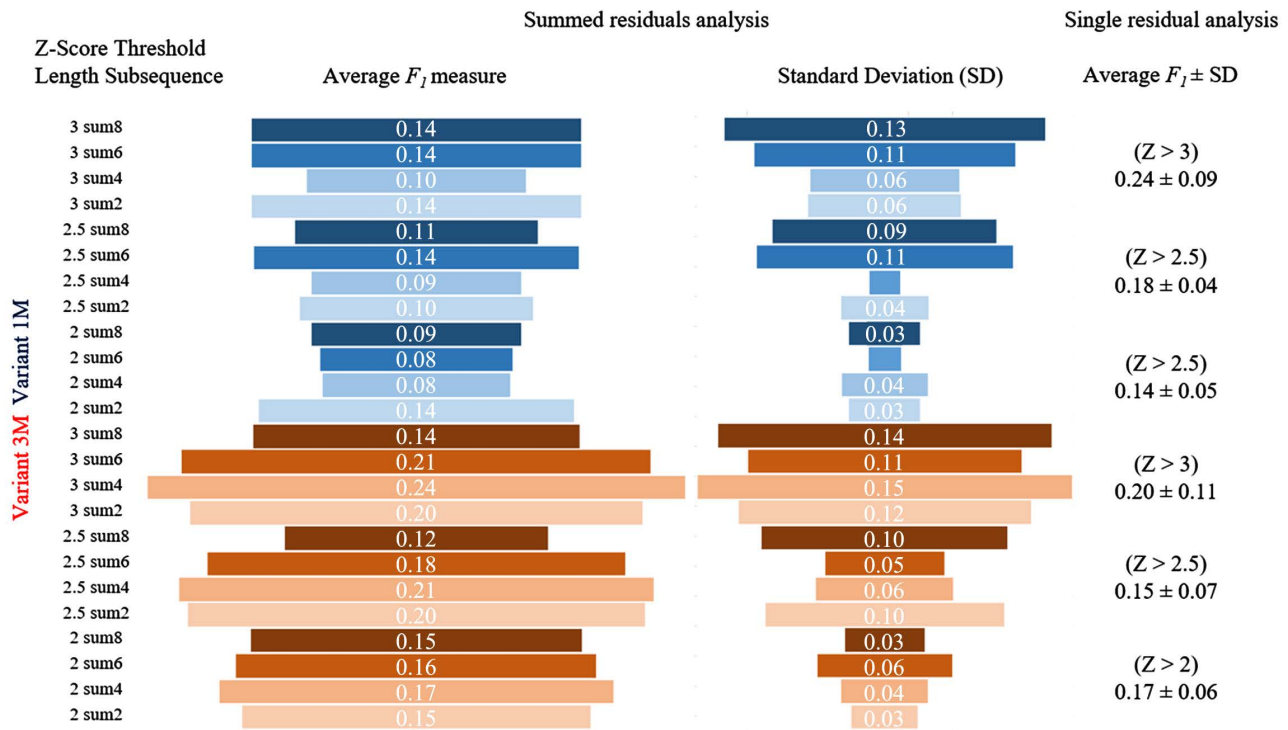 Summed residuals analysis Single residual analysis
Z-Score Threshold
Length Subsequence Average F1 measure Standard Deviation (SD) Average F1 ± SD
3 sum8 0.14 0.13
3 sum6 0.14 0.11 (Z > 3)
3 sum4 0.10 0.06 0.24 ± 0.09
3 sum2 0.14 0.06
2.5 sum8 0.11 0.09
2.5 sum6 0.14 0.11 (Z > 2.5)
2.5 sum4 0.09 0.18 ± 0.04
2.5 sum2 0.10 0.04
2 sum8 0.09 0.03
2 sum6 0.08 (Z > 2.5)
2 sum4 0.08 0.04 0.14 ± 0.05
2 sum2 0.14 0.03
3 sum8 0.14 0.14
3 sum6 0.21 0.11 (Z > 3)
3 sum4 0.24 0.15 0.20 ± 0.11
3 sum2 0.20 0.12
2.5 sum8 0.12 0.10
2.5 sum6 0.18 0.05 (Z > 2.5)
2.5 sum4 0.21 0.06 0.15 ± 0.07
2.5 sum2 0.20 0.10
2 sum8 0.15 0.03
2 sum6 0.16 0.06 (Z > 2)
2 sum4 0.17 0.04 0.17 ± 0.06
2 sum2 0.15 0.03
Variant 3M Variant 1M